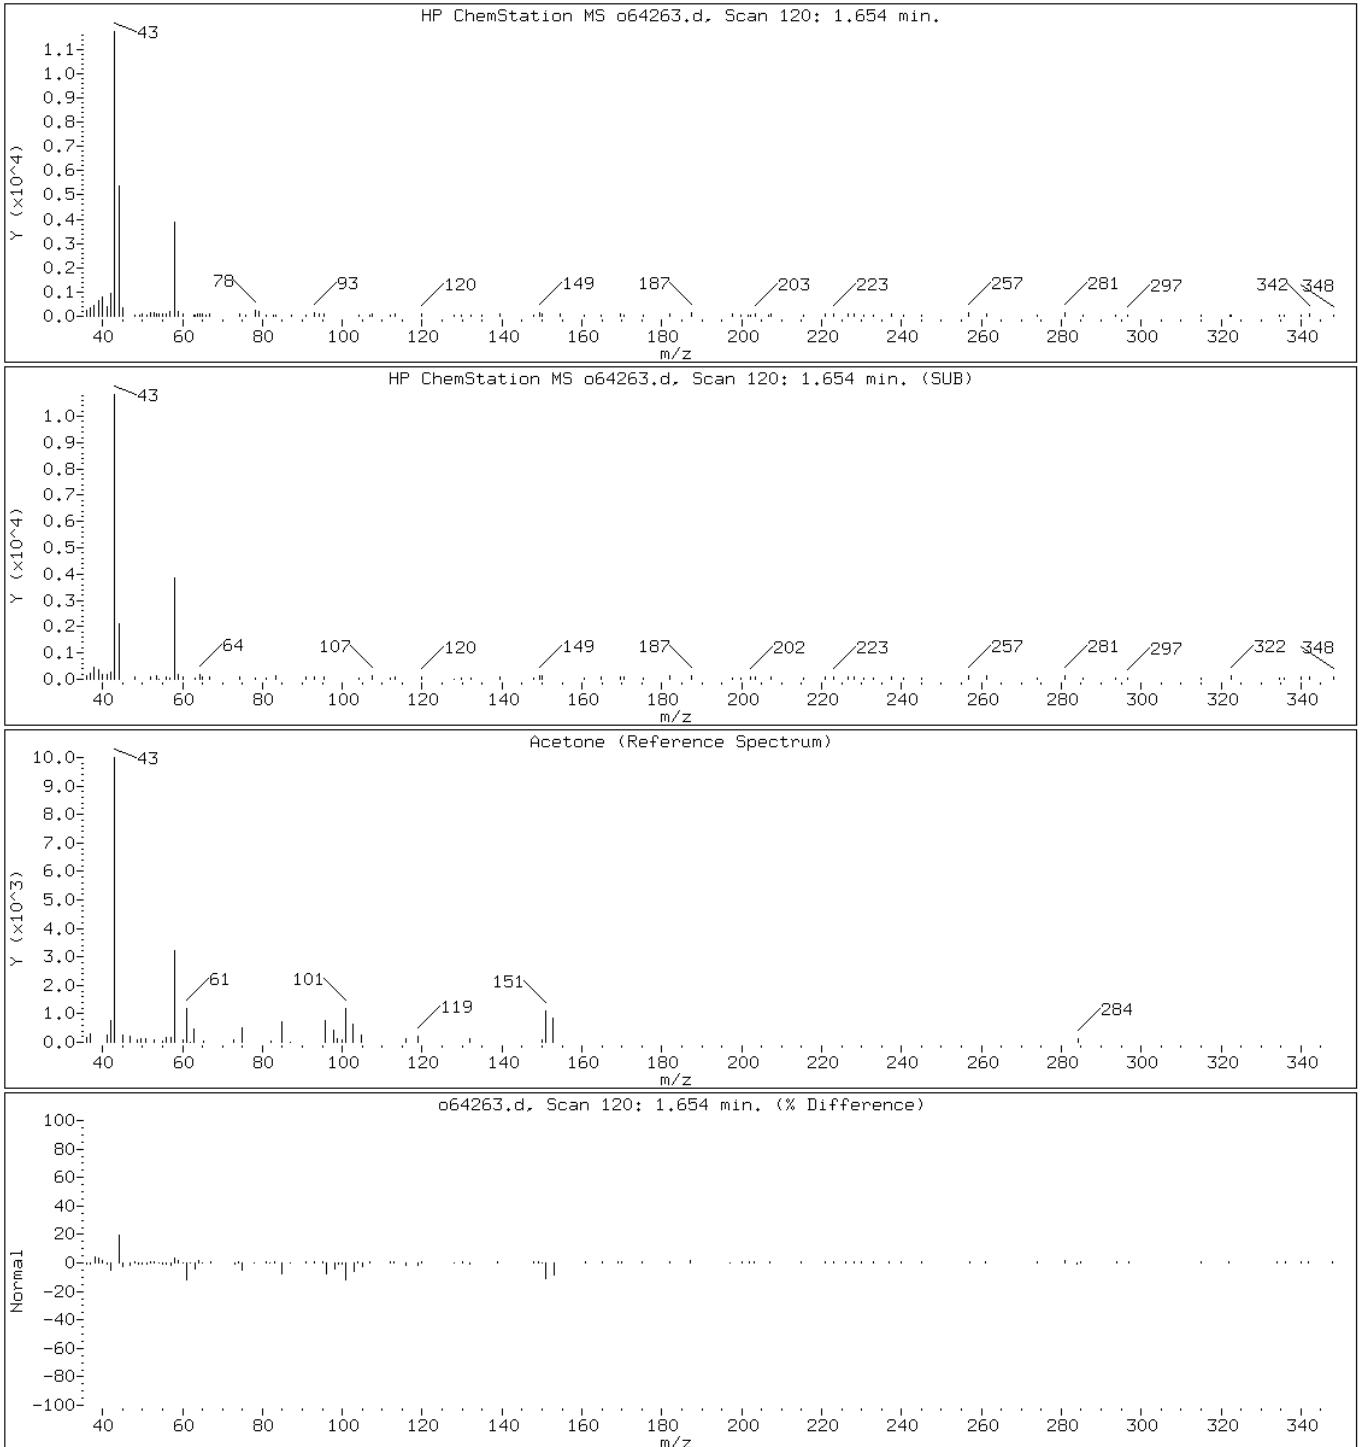 HP ChemStation MS o64263.d, Scan 120: 1.654 min.
Y (x10^4)
1.1
1.0
0.9
0.8
0.7
0.6
0.5
0.4
0.3
0.2
0.1
0.0
43
78 93 120 149 187 203 223 257 281 297 342 348
40 60 80 100 120 140 160 180 200 220 240 260 280 300 320 340
m/z
HP ChemStation MS o64263.d, Scan 120: 1.654 min. (SUB)
Y (x10^4)
1.0
0.9
0.8
0.7
0.6
0.5
0.4
0.3
0.2
0.1
0.0
43
64 107 120 149 187 202 223 257 281 297 322 348
40 60 80 100 120 140 160 180 200 220 240 260 280 300 320 340
m/z
Acetone (Reference Spectrum)
Y (x10^3)
10.0
9.0
8.0
7.0
6.0
5.0
4.0
3.0
2.0
1.0
0.0
43
61 101 119 151 284
40 60 80 100 120 140 160 180 200 220 240 260 280 300 320 340
m/z
o64263.d, Scan 120: 1.654 min. (% Difference)
Normal
100
80
60
40
20
0
-20
-40
-60
-80
-100
40 60 80 100 120 140 160 180 200 220 240 260 280 300 320 340
m/z